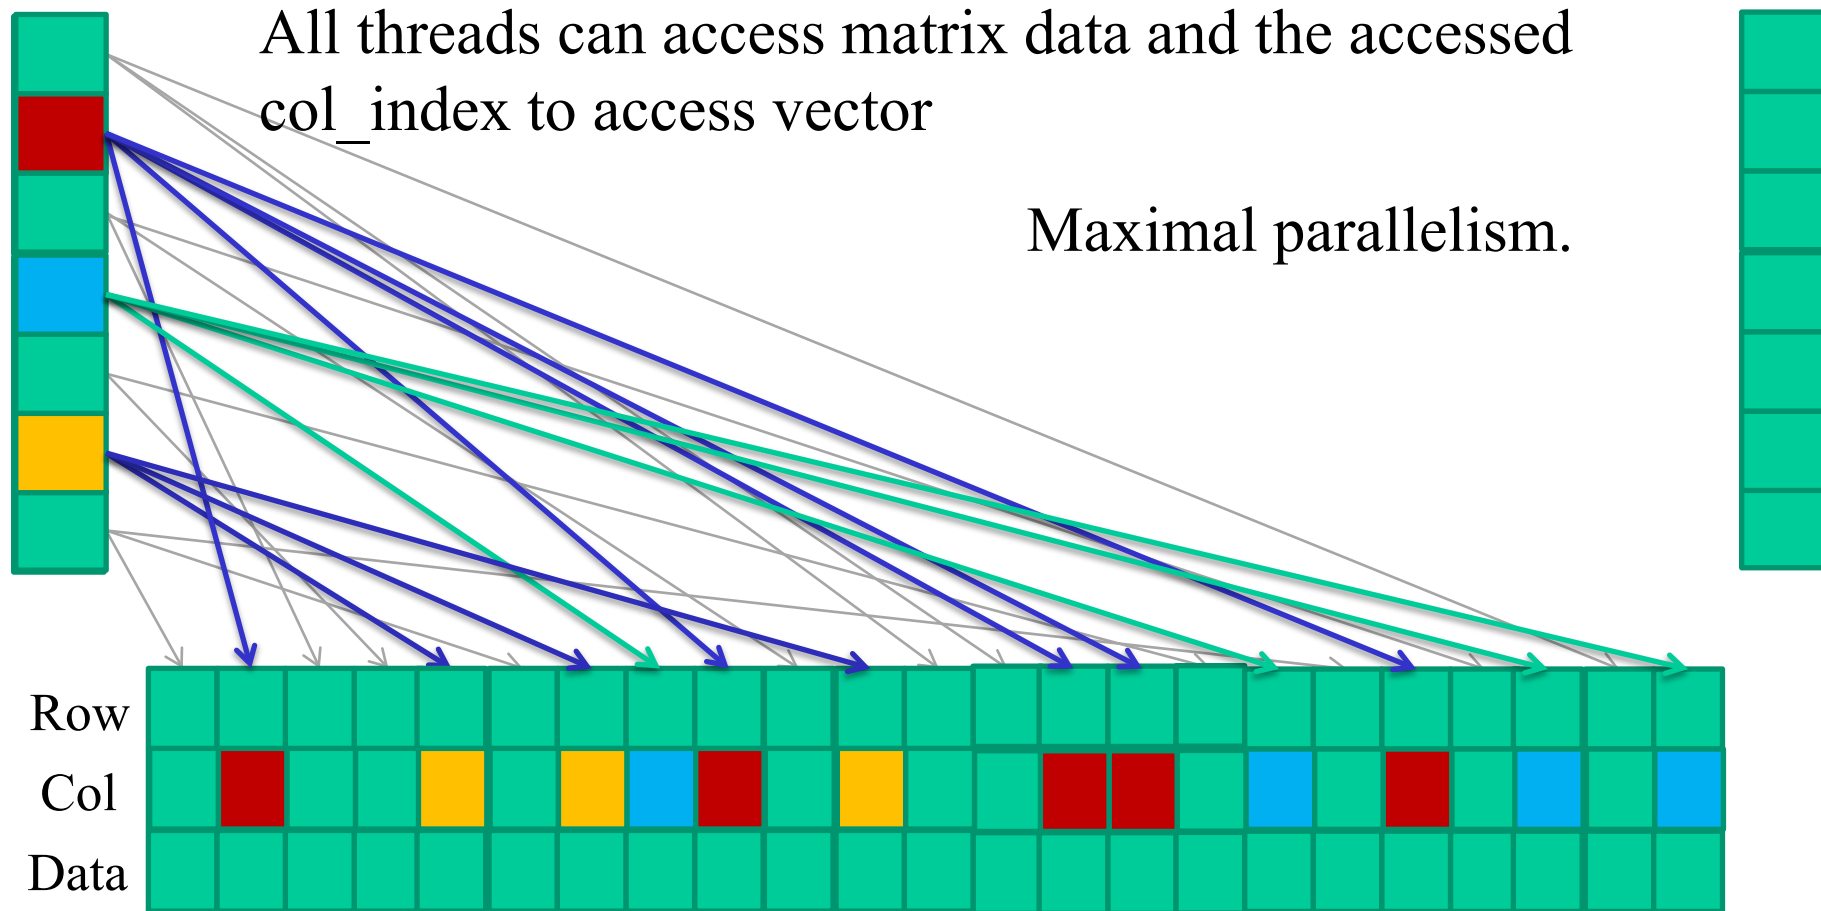 All threads can access matrix data and the accessed
col_index to access vector
Maximal parallelism.
Row
Col
Data